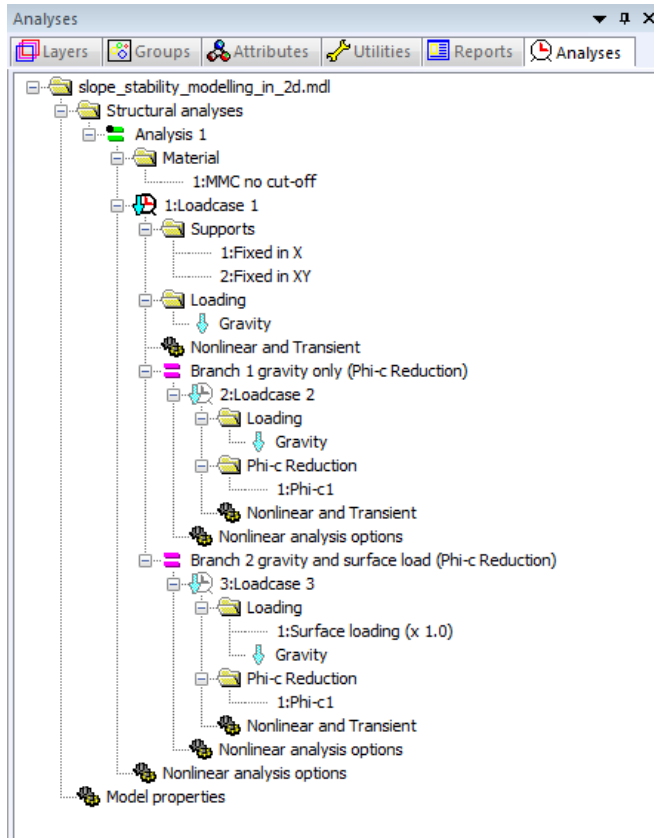 Analyses
Layers Groups Attributes Utilities Reports Analyses
slope_stability_modelling_in_2d.mdl
Structural analyses
Analysis 1
Material
1:MMC no cut-off
1:Loadcase 1
Supports
1:Fixed in X
2:Fixed in XY
Loading
Gravity
Nonlinear and Transient
Branch 1 gravity only (Phi-c Reduction)
2:Loadcase 2
Loading
Gravity
Phi-c Reduction
1:Phi-c1
Nonlinear and Transient
Nonlinear analysis options
Branch 2 gravity and surface load (Phi-c Reduction)
3:Loadcase 3
Loading
1:Surface loading (x 1.0)
Gravity
Phi-c Reduction
1:Phi-c1
Nonlinear and Transient
Nonlinear analysis options
Nonlinear analysis options
Model properties